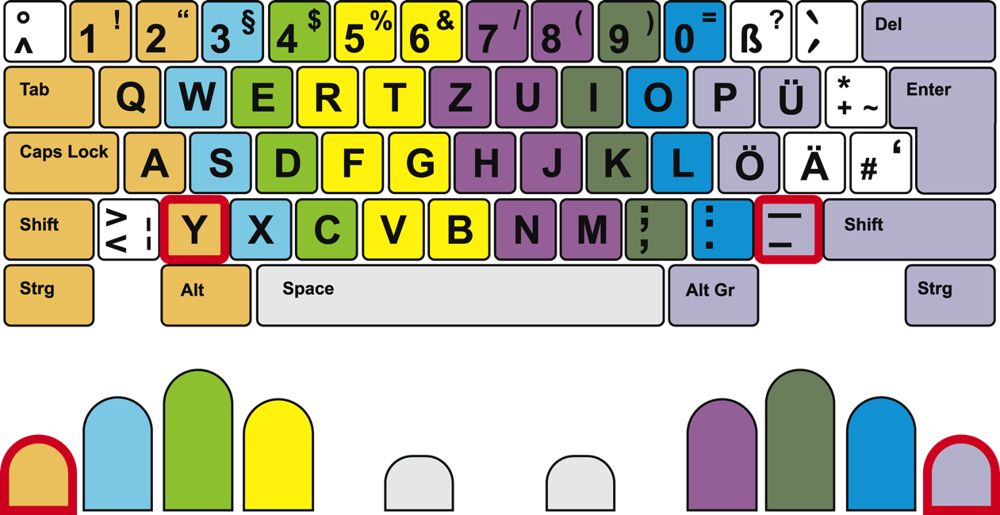 ° ^ 1 ! 2 “ 3 § 4 $ 5 % 6 & 7 / 8 ( 9 ) 0 = ß ? ` ´ Del
Tab Q W E R T Z U I O P Ü * + ~ Enter
Caps Lock A S D F G H J K L Ö Ä # ‘
Shift > < ¦ Y X C V B N M ; ; : — – Shift
Strg Alt Space Alt Gr Strg